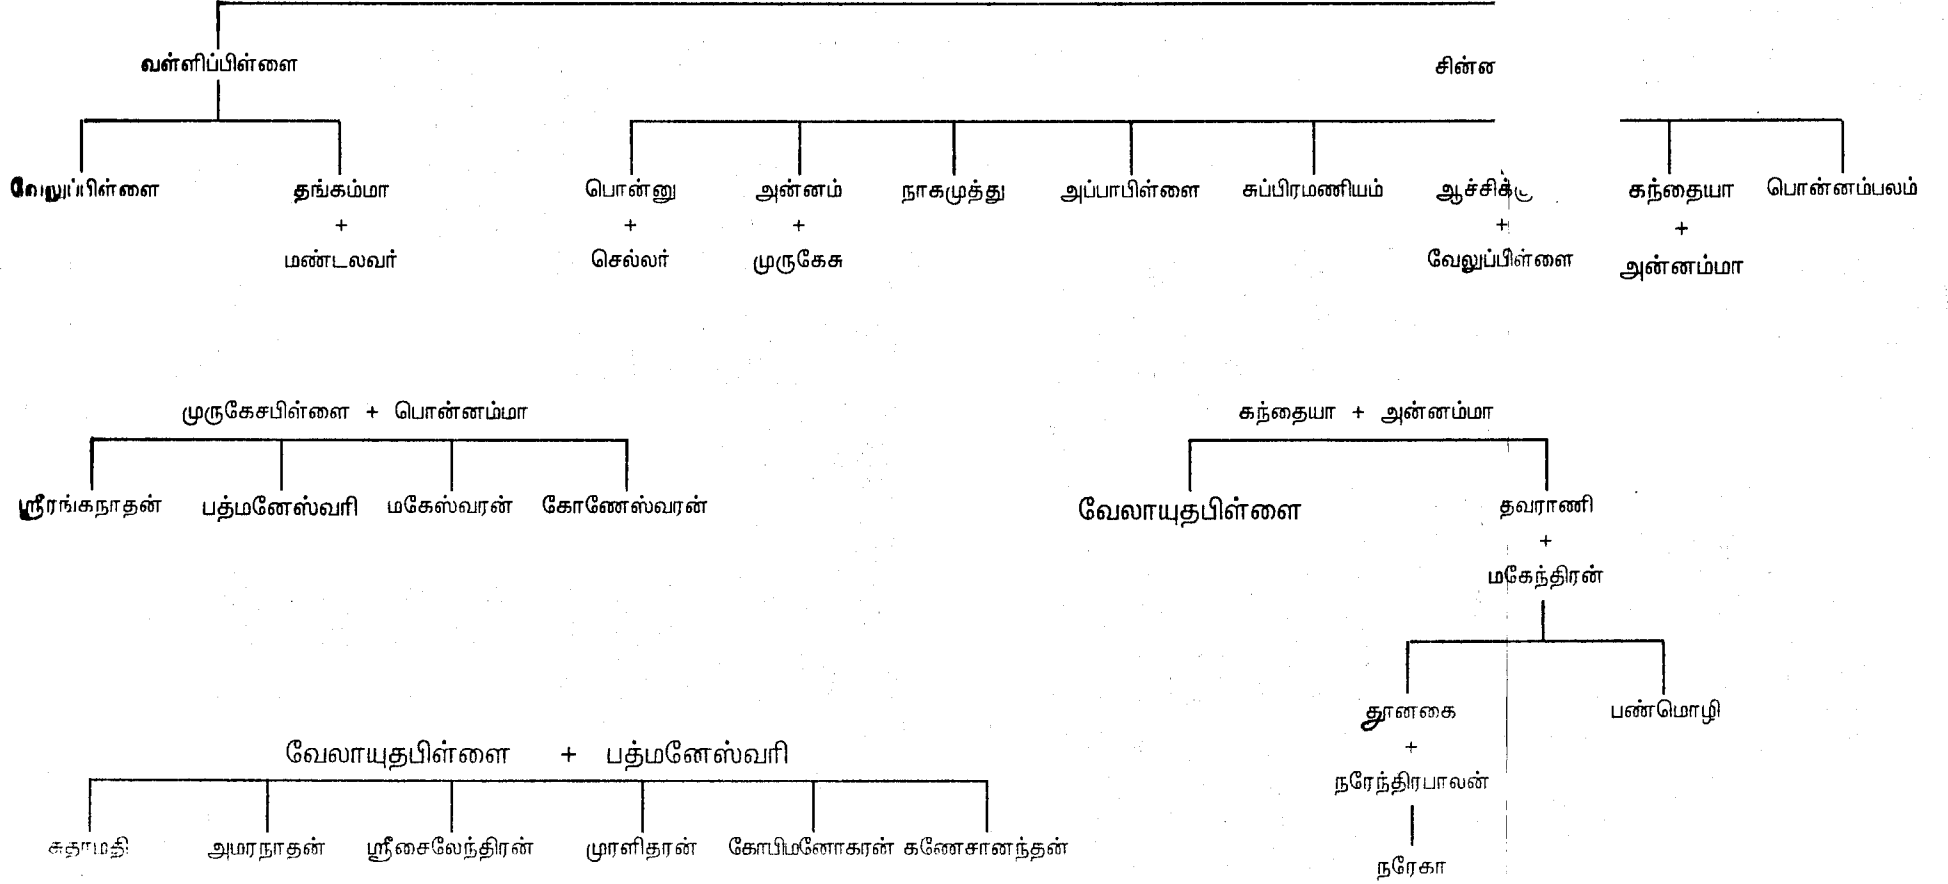 வள்ளிப்பிள்ளை சின்ன
வேலுப்பிள்ளை தங்கம்மா பொன்னு அன்னம் நாகமுத்து அப்பாபிள்ளை சுப்பிரமணியம் கந்தையா பொன்னம்பலம்
+ + + + +
மண்டலவர் செல்லர் முருகேசு வேலுப்பிள்ளை அன்னம்மா
முருகேசபிள்ளை + பொன்னம்மா கந்தையா + அன்னம்மா
ஸ்ரீரங்கநாதன் பத்மனேஸ்வரி மகேஸ்வரன் கோணேஸ்வரன் வேலாயுதபிள்ளை தவராணி
+
மகேந்திரன்
தூனகை பண்மொழி
+
வேலாயுதபிள்ளை + பத்மனேஸ்வரி
நரேந்திரபாலன்
சுதாமதி அமரநாதன் ஸ்ரீசைலேந்திரன் முரளிதரன் கோபிமனோகரன் கணேசானந்தன்
நரேகா